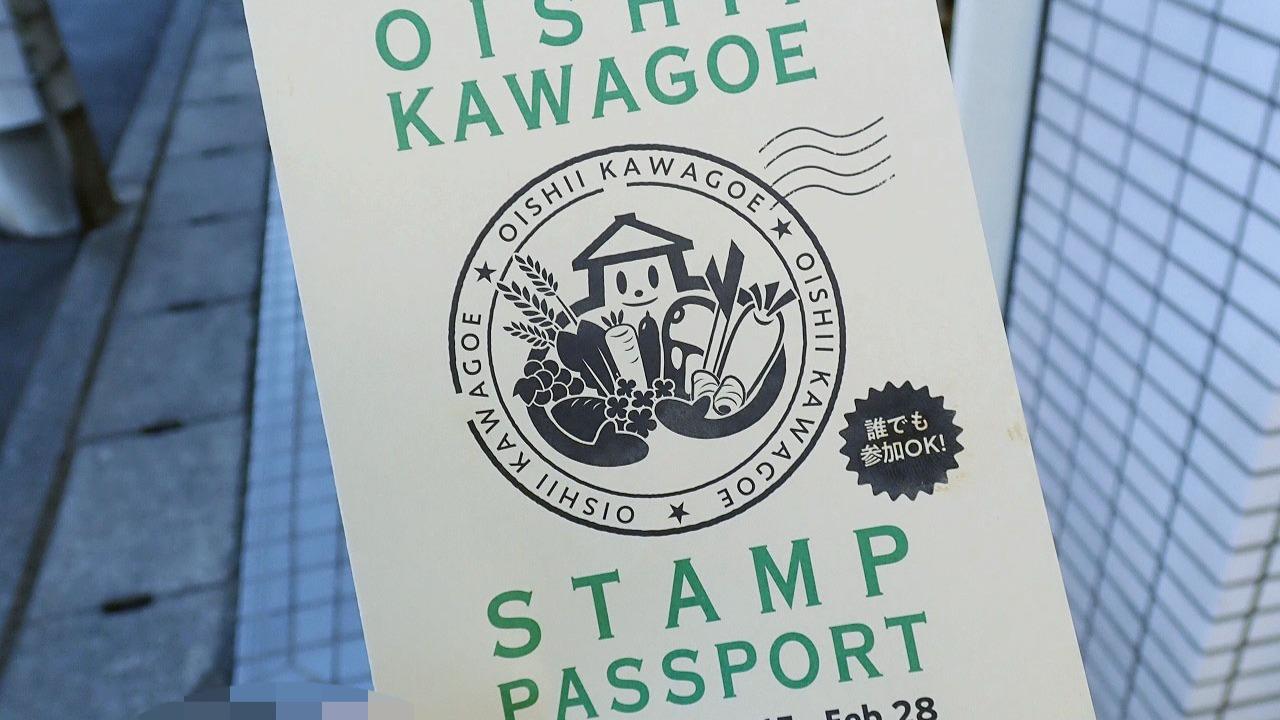 OISHII
KAWAGOE
OISHII KAWAGOE ★ OISHII KAWAGOE ★ OISHII KAWAGOE ★
誰でも
参加OK!
STAMP
PASSPORT
Feb 28